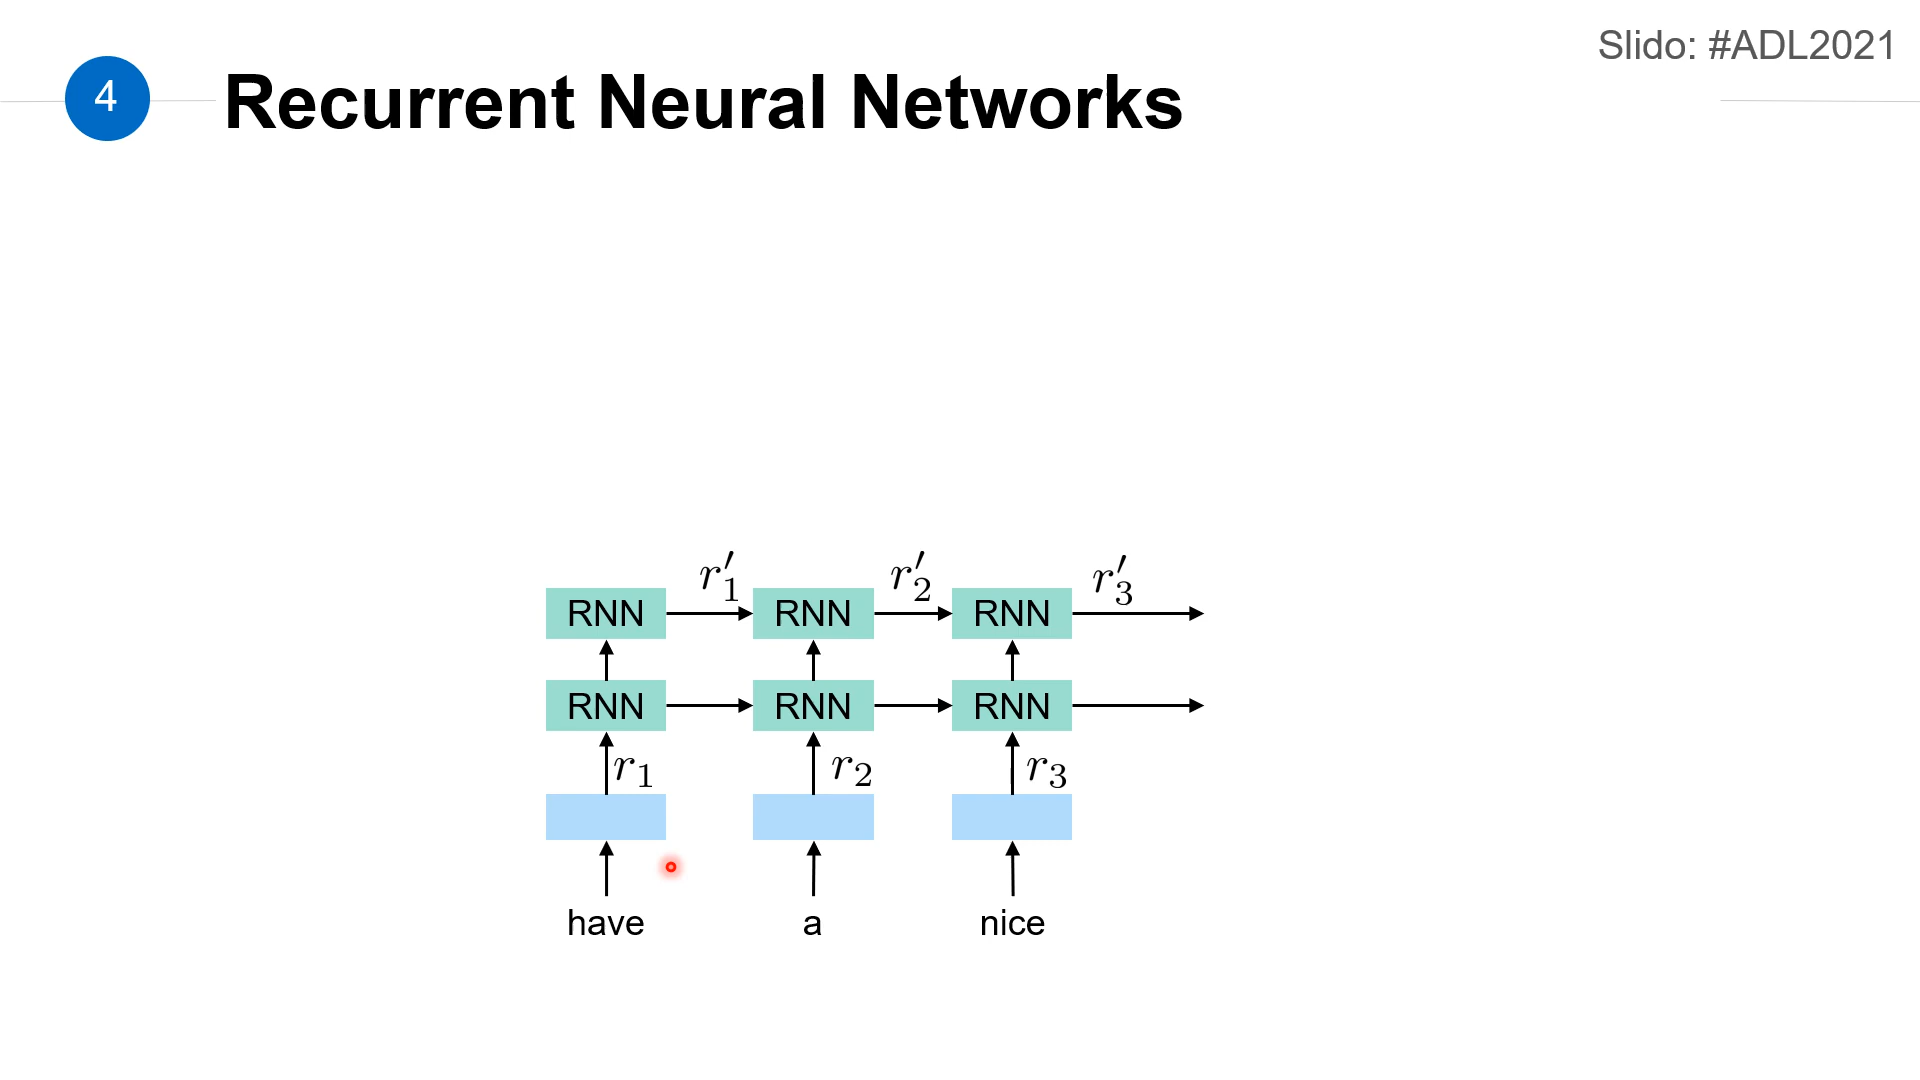 Slido: #ADL2021
4
Recurrent Neural Networks
r′₁ r′₂ r′₃
RNN RNN RNN
RNN RNN RNN
r₁ r₂ r₃
have a nice